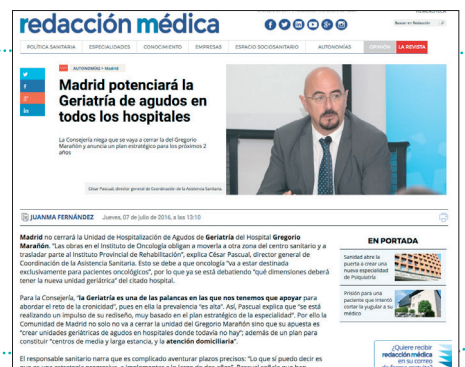 redacción médica
Buscar en Redacción
POLÍTICA SANITARIA ESPECIALIDADES CONOCIMIENTO EMPRESAS ESPACIO SOCIOSANITARIO AUTONOMÍAS OPINIÓN LA REVISTA
AUTONOMÍAS > Madrid
Madrid potenciará la
Geriatría de agudos en
todos los hospitales
La Consejería niega que se vaya a cerrar la del Gregorio
Marañón y anuncia un plan estratégico para los próximos 2
años
César Pascual, director general de Coordinación de la Asistencia Sanitaria.
JUANMA FERNÁNDEZ Jueves, 07 de julio de 2016, a las 13:10
Madrid no cerrará la Unidad de Hospitalización de Agudos de Geriatría del Hospital Gregorio
Marañón. "Las obras en el Instituto de Oncología obligan a moverla a otra zona del centro sanitario y a
trasladar parte al Instituto Provincial de Rehabilitación", explica César Pascual, director general de
Coordinación de la Asistencia Sanitaria. Esto se debe a que oncología "va a estar destinada
exclusivamente para pacientes oncológicos", por lo que ya se está debatiendo "qué dimensiones deberá
tener la nueva unidad geriátrica" del citado hospital.
Para la Consejería, "la Geriatría es una de las palancas en las que nos tenemos que apoyar para
abordar el reto de la cronicidad", pues en ella la prevalencia "es alta". Así, Pascual explica que "se está
realizando un impulso de su rediseño, muy basado en el plan estratégico de la especialidad". Por ello la
Comunidad de Madrid no solo no va a cerrar la unidad del Gregorio Marañón sino que su apuesta es
"crear unidades geriátricas de agudos en hospitales donde todavía no hay"; además de un plan para
constituir "centros de media y larga estancia, y la atención domiciliaria".
El responsable sanitario narra que es complicado aventurar plazos precisos: "Lo que sí puedo decir es
EN PORTADA
Sanidad abre la
puerta a crear una
nueva especialidad
de Psiquiatría
Prisión para una
paciente que intentó
cortar la yugular a su
médico
¿Quiere recibir
redacción médica
en su correo